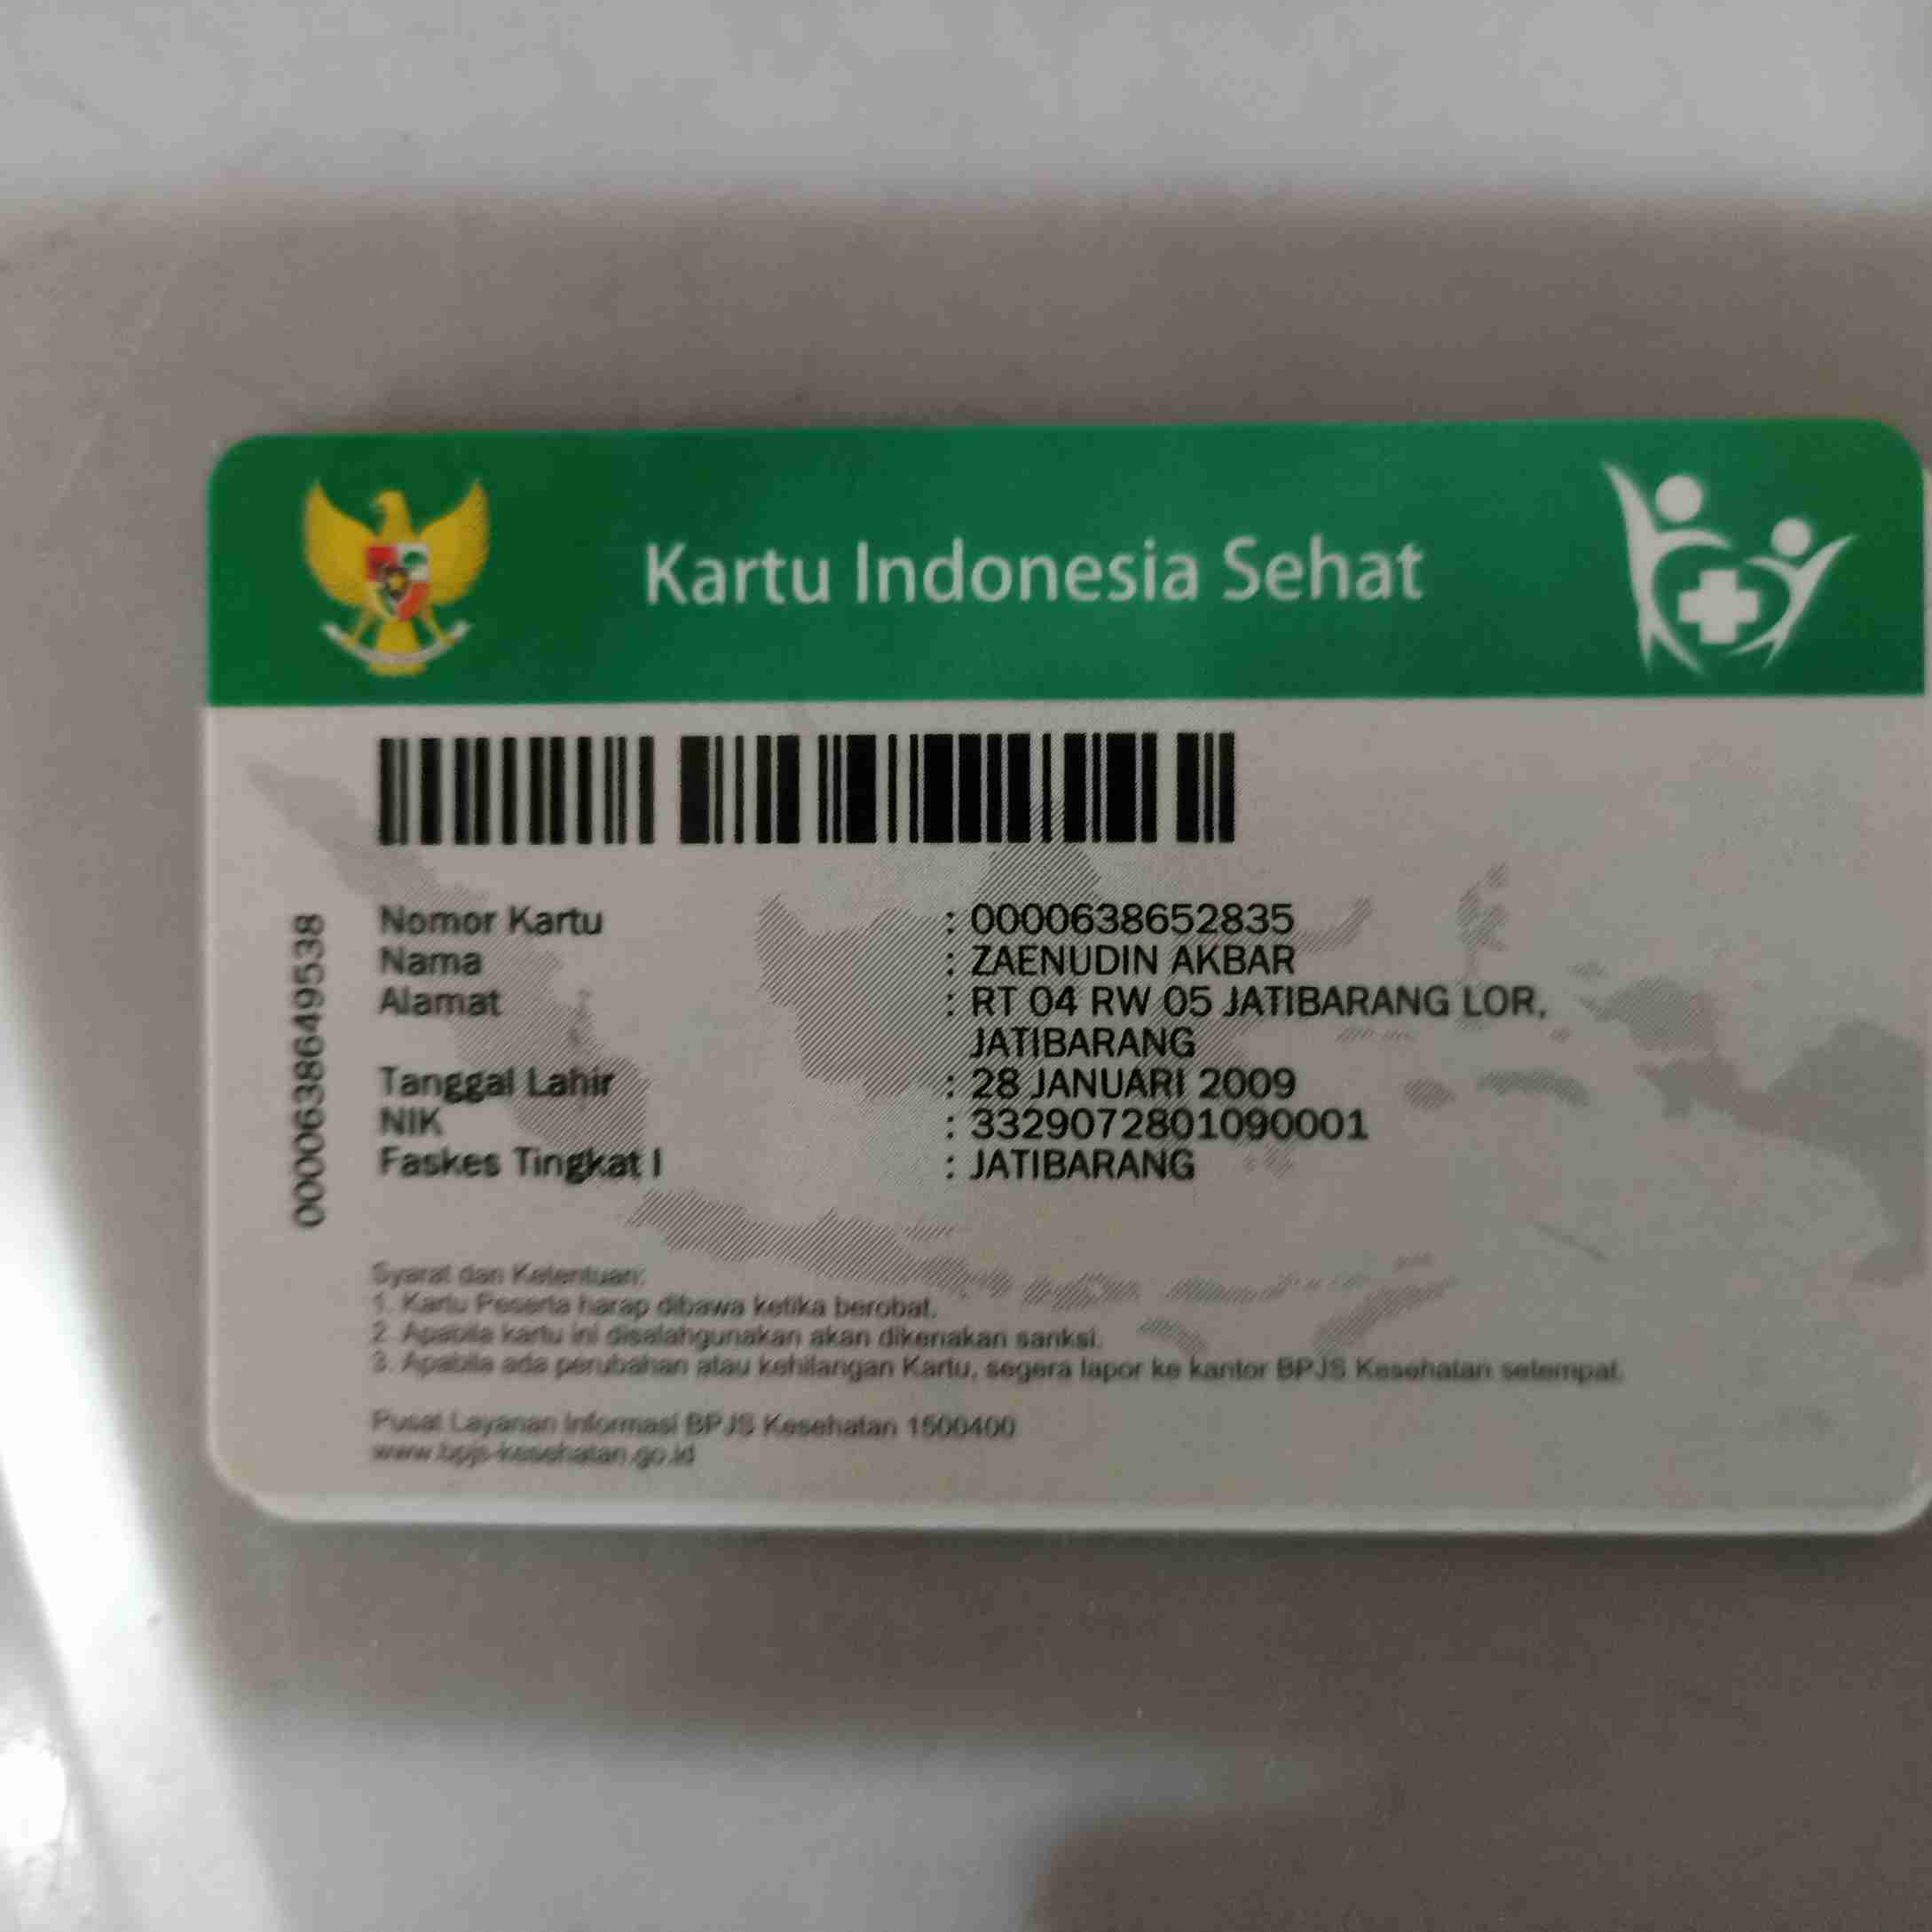 Kartu Indonesia Sehat
0000638649538
Nomor Kartu : 0000638652835
Nama : ZAENUDIN AKBAR
Alamat : RT 04 RW 05 JATIBARANG LOR,
JATIBARANG
Tanggal Lahir : 28 JANUARI 2009
NIK : 3329072801090001
Faskes Tingkat I : JATIBARANG
Syarat dan Ketentuan:
1. Kartu Peserta harap dibawa ketika berobat.
2. Apabila kartu ini disalahgunakan akan dikenakan sanksi.
3. Apabila ada perubahan atau kehilangan Kartu, segera lapor ke kantor BPJS Kesehatan setempat.
Pusat Layanan Informasi BPJS Kesehatan 1500400
www.bpjs-kesehatan.go.id